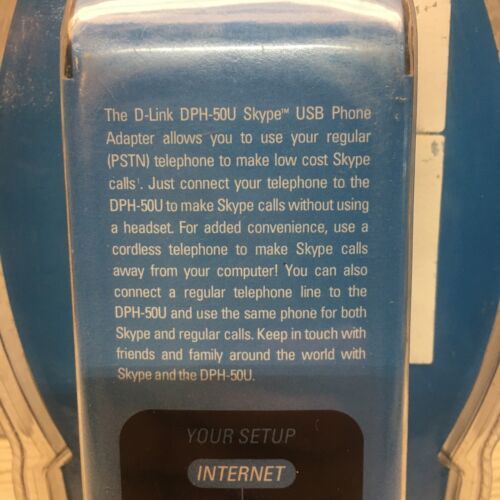 The D-Link DPH-50U Skype™ USB Phone
Adapter allows you to use your regular
(PSTN) telephone to make low cost Skype
calls¹. Just connect your telephone to the
DPH-50U to make Skype calls without using
a headset. For added convenience, use a
cordless telephone to make Skype calls
away from your computer! You can also
connect a regular telephone line to the
DPH-50U and use the same phone for both
Skype and regular calls. Keep in touch with
friends and family around the world with
Skype and the DPH-50U.
YOUR SETUP
INTERNET